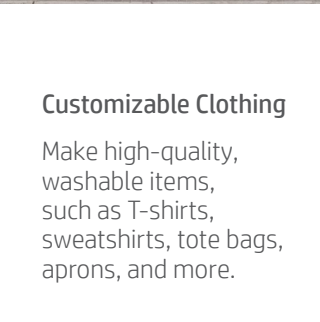 Customizable Clothing
Make high-quality,
washable items,
such as T-shirts,
sweatshirts, tote bags,
aprons, and more.